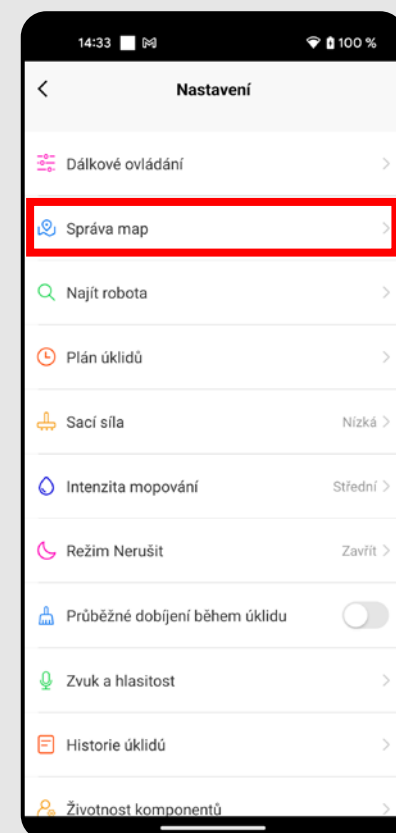 14:33 100 %
Nastavení
Dálkové ovládání
Správa map
Najít robota
Plán úklidů
Sací síla Nízká
Intenzita mopování Střední
Režim Nerušit Zavřít
Průběžné dobíjení během úklidu
Zvuk a hlasitost
Historie úklidú
Životnost komponentů